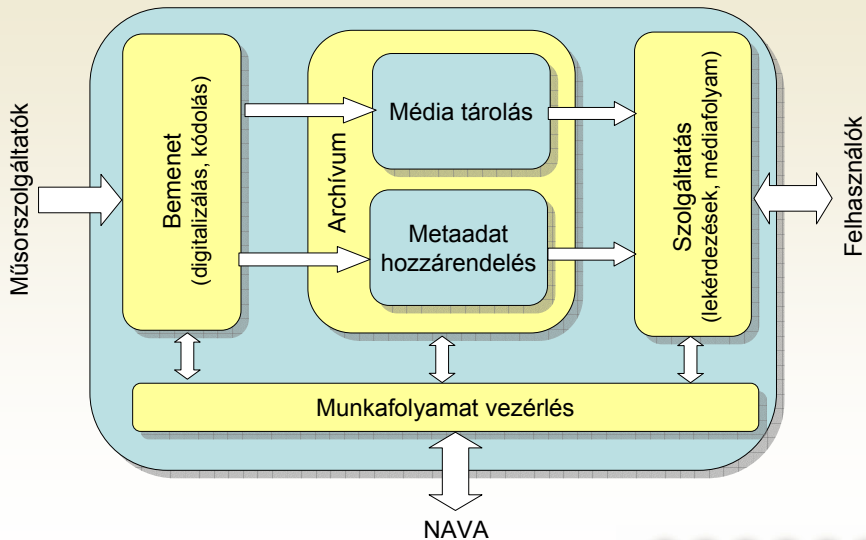 Műsorszolgáltatók
Bemenet
(digitalizálás, kódolás)
Archívum
Média tárolás
Metaadat
hozzárendelés
Szolgáltatás
(lekérdezések, médiafolyam)
Felhasználók
Munkafolyamat vezérlés
NAVA